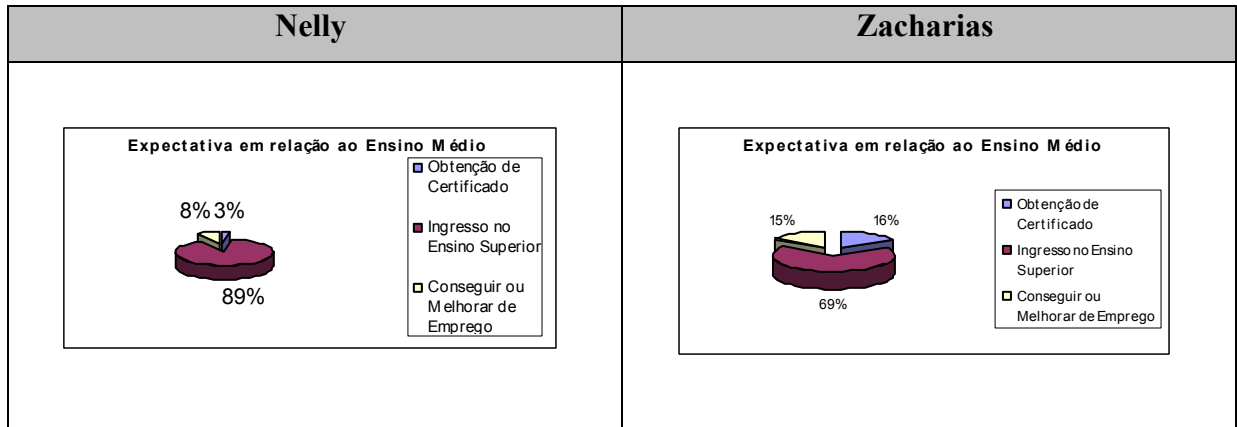 Nelly
Zacharias
Expectativa em relação ao Ensino Médio
Obtenção de
Certificado
Ingresso no
Ensino Superior
Conseguir ou
Melhorar de
Emprego
8% 3%
89%
Expectativa em relação ao Ensino Médio
Obtenção de
Certificado
Ingresso no Ensino
Superior
Conseguir ou
Melhorar de Emprego
15%
16%
69%